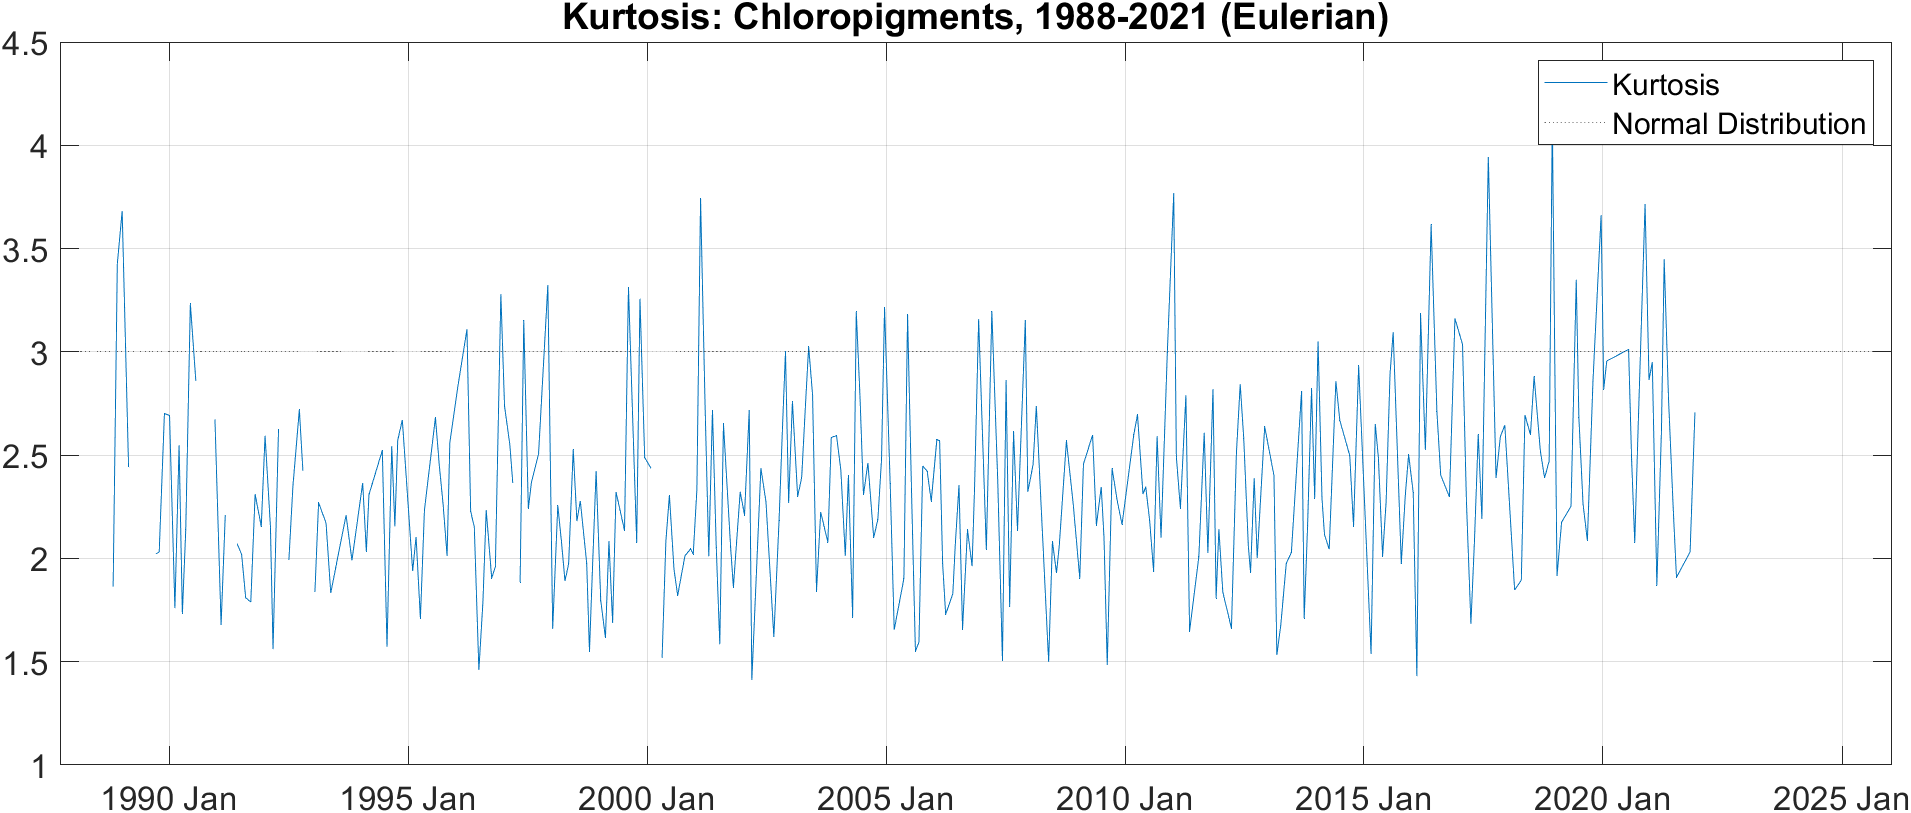 Kurtosis: Chloropigments, 1988-2021 (Eulerian)
4.5
4
3.5
3
2.5
2
1.5
1
Kurtosis
Normal Distribution
1990 Jan
1995 Jan
2000 Jan
2005 Jan
2010 Jan
2015 Jan
2020 Jan
2025 Jan